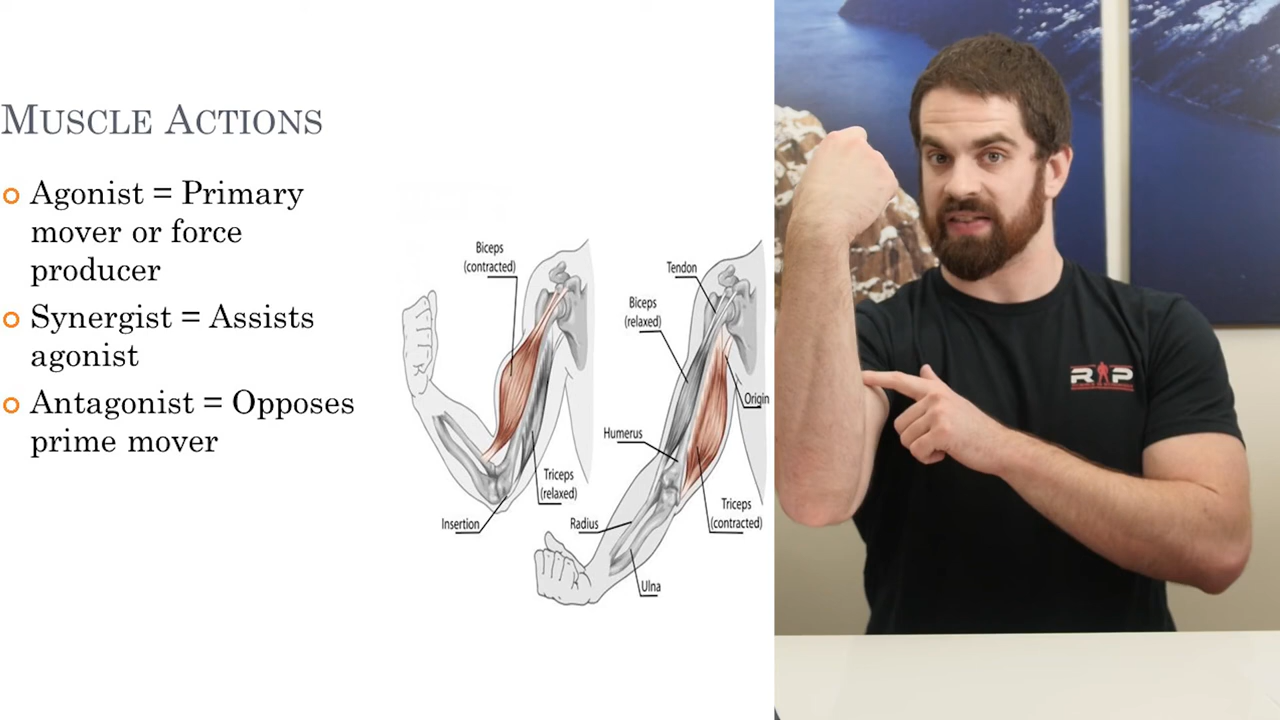 MUSCLE ACTIONS
Agonist = Primary
mover or force
producer
Synergist = Assists
agonist
Antagonist = Opposes
prime mover
Biceps
(contracted)
Tendon
Biceps
(relaxed)
Origin
Humerus
Triceps
(relaxed)
Insertion
Radius
Triceps
(contracted)
Ulna
RP